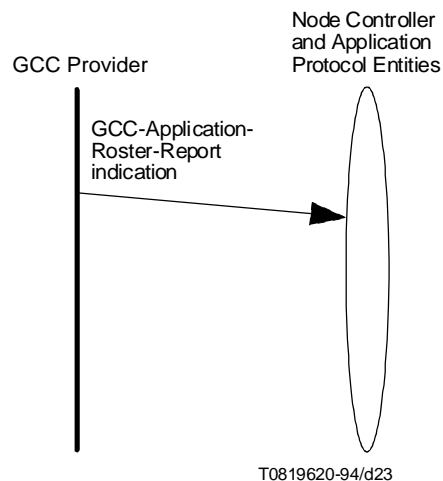 Node Controller
and Application
Protocol Entities
GCC Provider
GCC-Application-
Roster-Report
indication
T0819620-94/d23